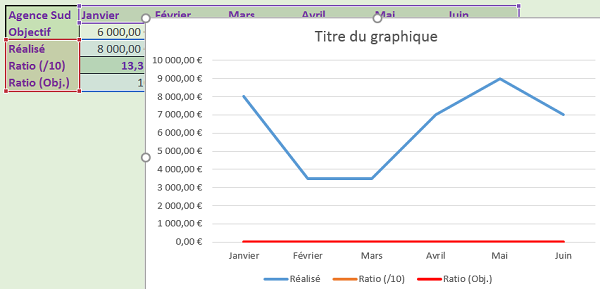 Agence Sud Janvier Février Mars Avril Mai Juin
Objectif 6 000,00
Réalisé 8 000,00
Ratio (/10) 13,3
Ratio (Obj.) 1
Titre du graphique
10 000,00 €
9 000,00 €
8 000,00 €
7 000,00 €
6 000,00 €
5 000,00 €
4 000,00 €
3 000,00 €
2 000,00 €
1 000,00 €
0,00 €
Janvier Février Mars Avril Mai Juin
Réalisé Ratio (/10) Ratio (Obj.)